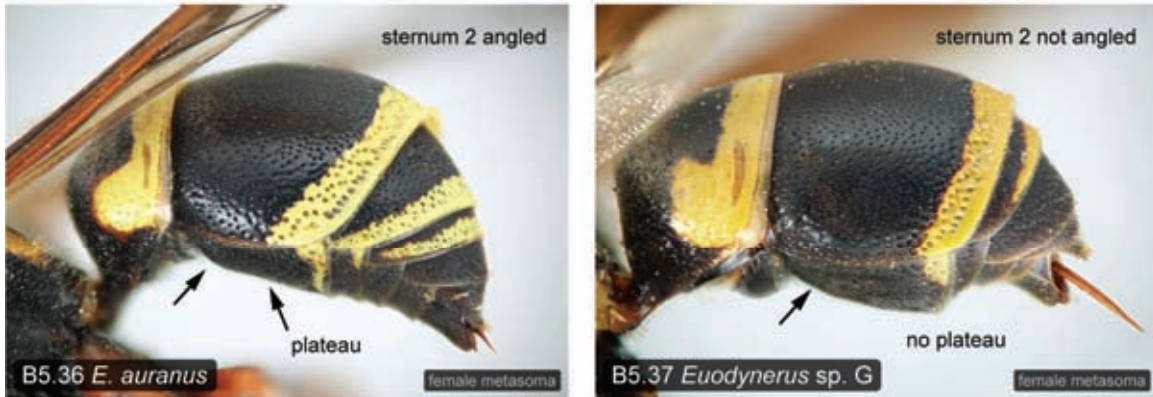 sternum 2 angled
plateau
B5.36 E. auranus
female metasoma
sternum 2 not angled
no plateau
B5.37 Euodynerus sp. G
female metasoma